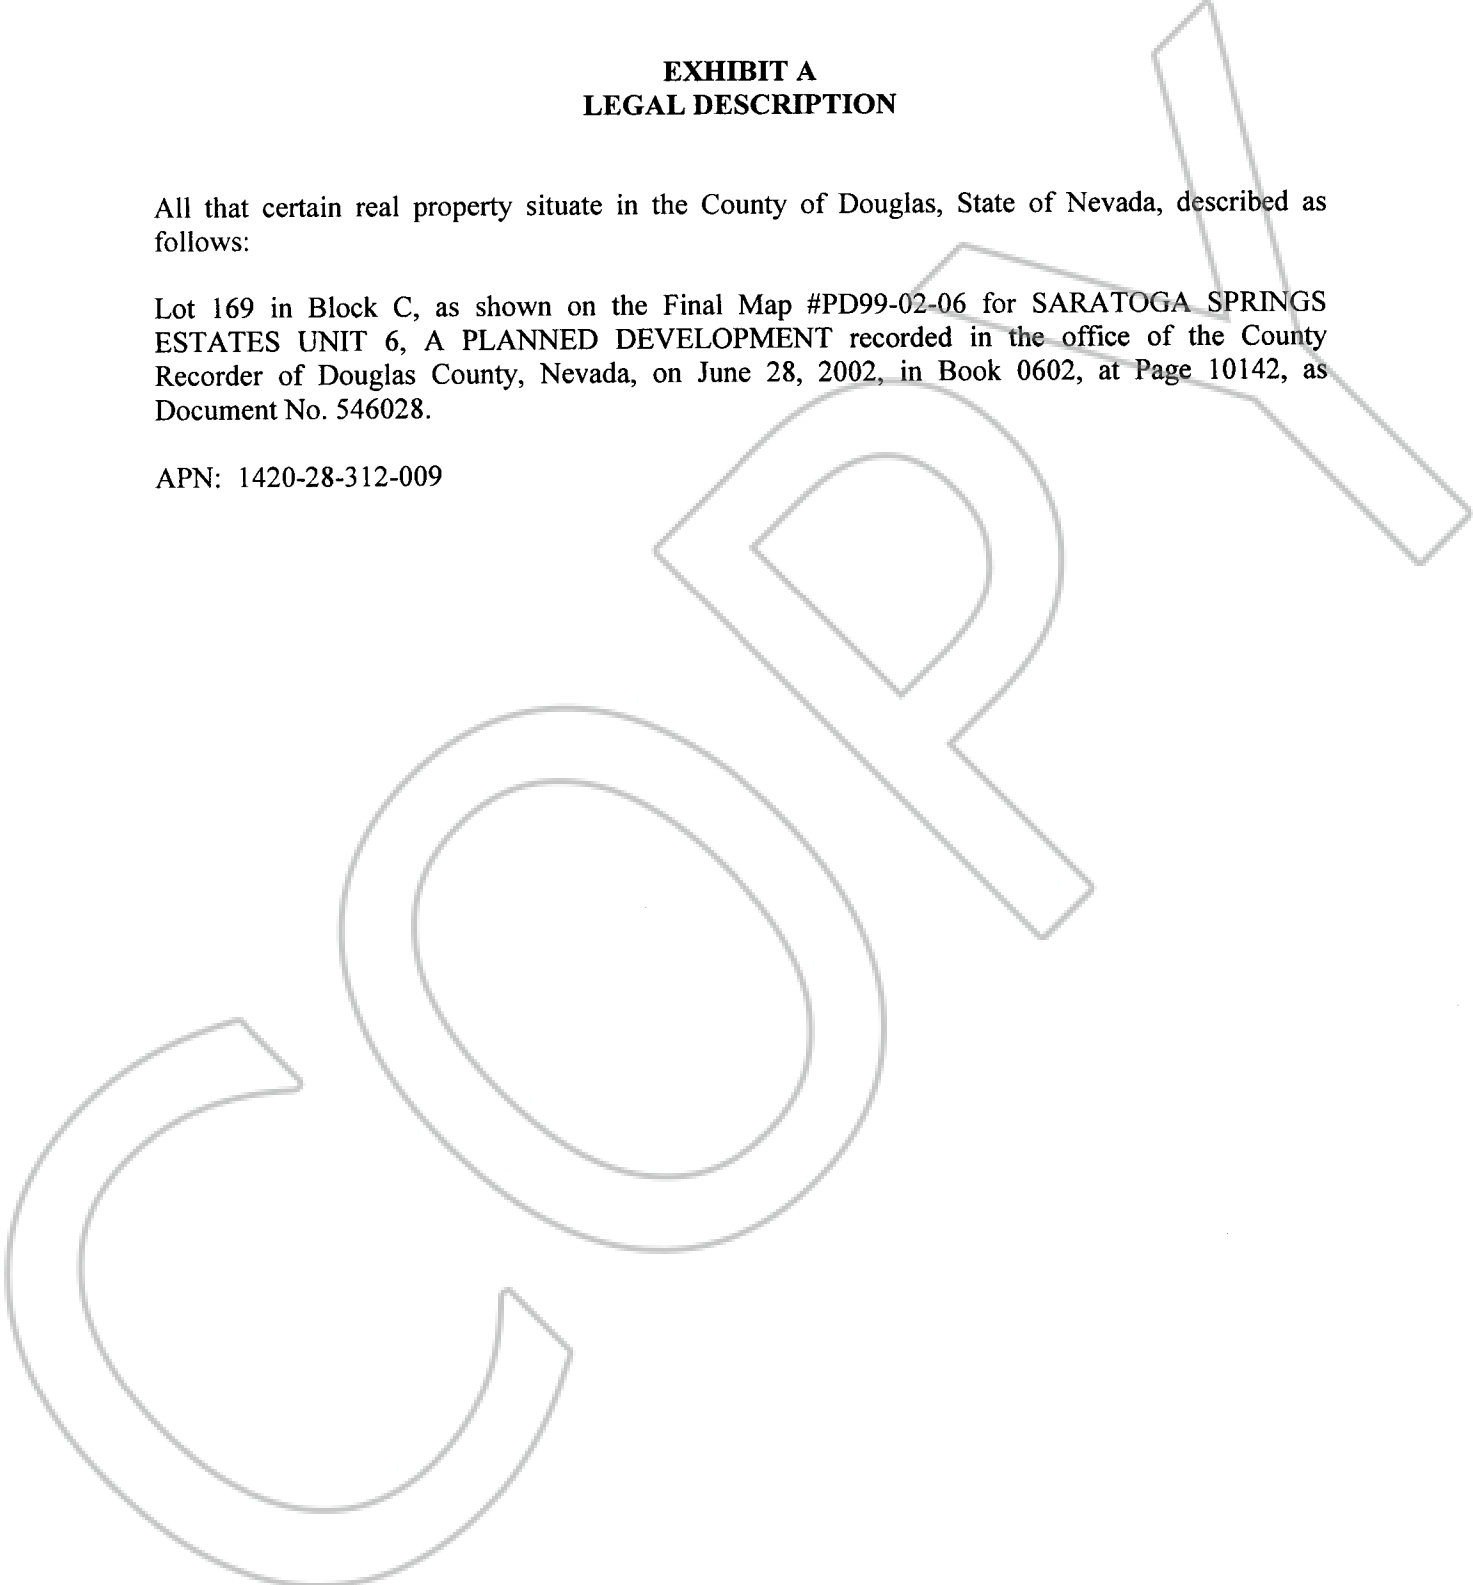 EXHIBIT A
LEGAL DESCRIPTION
All that certain real property situate in the County of Douglas, State of Nevada, described as
follows:
Lot 169 in Block C, as shown on the Final Map #PD99-02-06 for SARATOGA SPRINGS
ESTATES UNIT 6, A PLANNED DEVELOPMENT recorded in the office of the County
Recorder of Douglas County, Nevada, on June 28, 2002, in Book 0602, at Page 10142, as
Document No. 546028.
APN: 1420-28-312-009
COPY